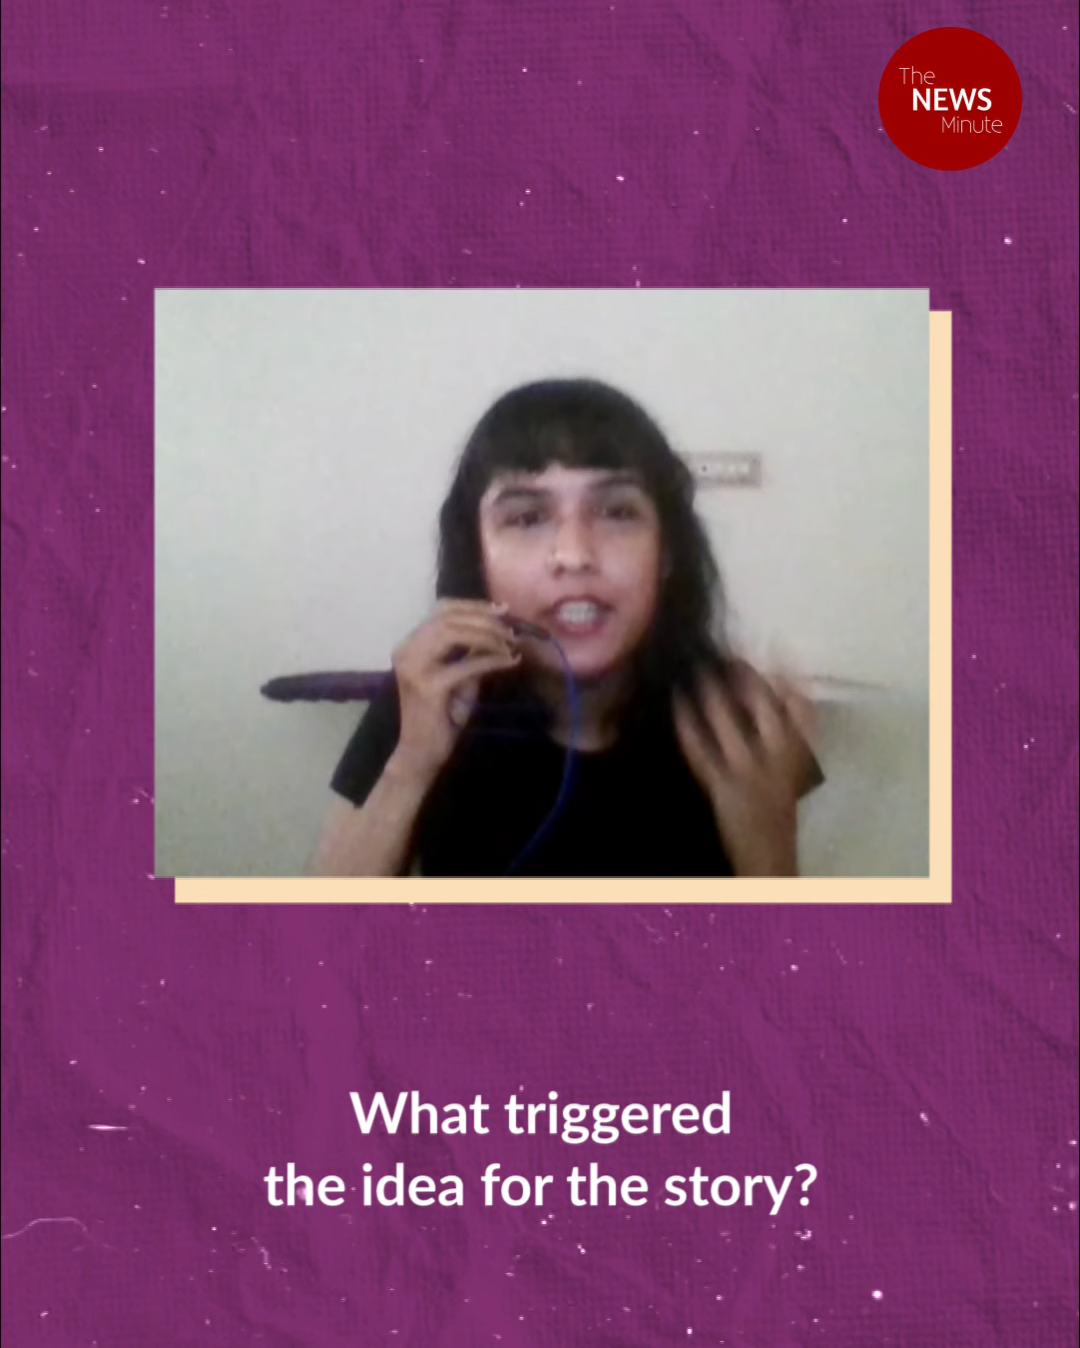 The
NEWS
Minute
What triggered
the idea for the story?